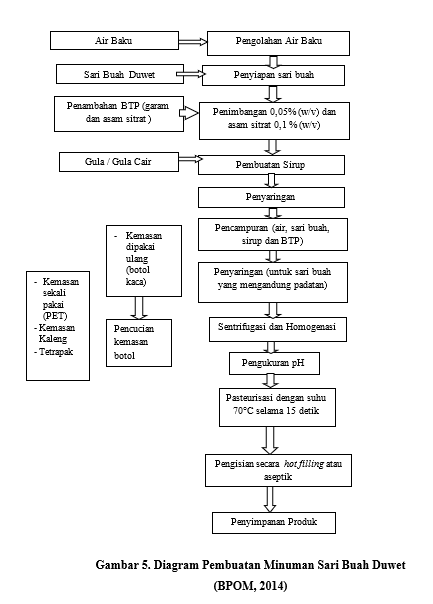 Air Baku
Pengolahan Air Baku
Sari Buah Duwet
Penyiapan sari buah
Penambahan BTP (garam
dan asam sitrat )
Penimbangan 0,05% (w/v) dan
asam sitrat 0,1 % (w/v)
Gula / Gula Cair
Pembuatan Sirup
Penyaringan
Pencampuran (air, sari buah,
sirup dan BTP)
- Kemasan
dipakai
ulang
(botol
kaca)
Penyaringan (untuk sari buah
yang mengandung padatan)
- Kemasan
sekali
pakai
(PET)
- Kemasan
Kaleng
- Tetrapak
Pencucian
kemasan
botol
Sentrifugasi dan Homogenasi
Pengukuran pH
Pasteurisasi dengan suhu
70°C selama 15 detik
Pengisian secara hot filling atau
aseptik
Penyimpanan Produk
Gambar 5. Diagram Pembuatan Minuman Sari Buah Duwet
(BPOM, 2014)